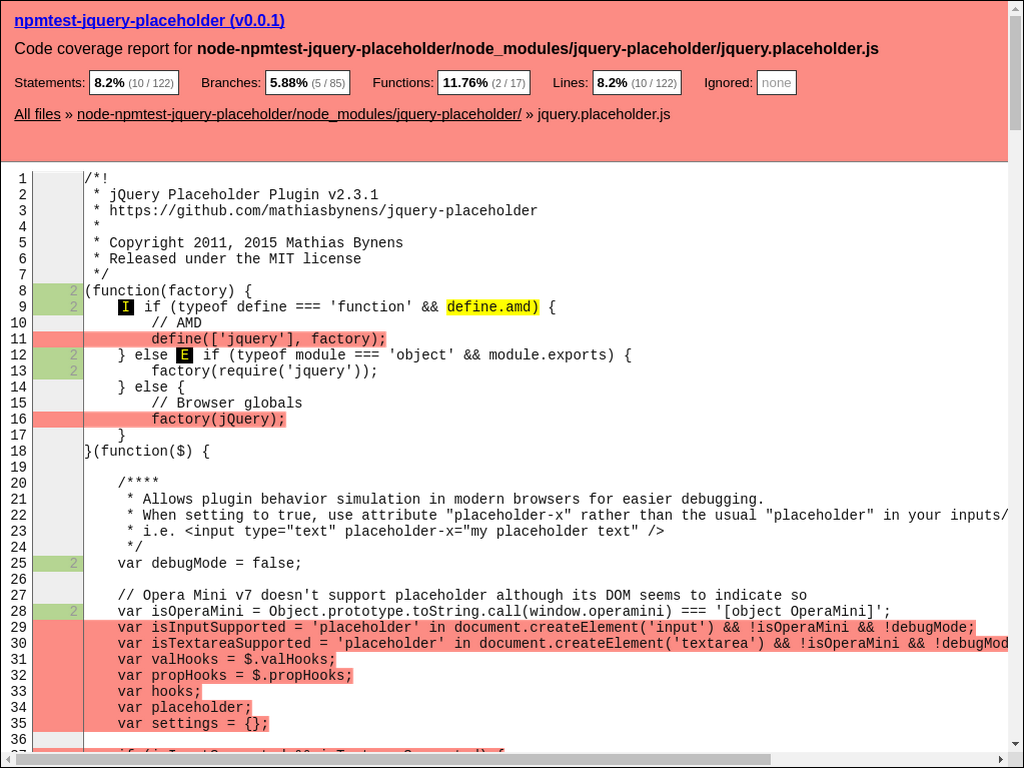 npmtest-jquery-placeholder (v0.0.1)
Code coverage report for node-npmtest-jquery-placeholder/node_modules/jquery-placeholder/jquery.placeholder.js
Statements: 8.2% (10 / 122) Branches: 5.88% (5 / 85) Functions: 11.76% (2 / 17) Lines: 8.2% (10 / 122) Ignored: none
All files » node-npmtest-jquery-placeholder/node_modules/jquery-placeholder/ » jquery.placeholder.js
1 /*!
2 * jQuery Placeholder Plugin v2.3.1
3 * https://github.com/mathiasbynens/jquery-placeholder
4 *
5 * Copyright 2011, 2015 Mathias Bynens
6 * Released under the MIT license
7 */
8 2 (function(factory) {
9 2 I if (typeof define === 'function' && define.amd) {
10 // AMD
11 define(['jquery'], factory);
12 2 } else E if (typeof module === 'object' && module.exports) {
13 2 factory(require('jquery'));
14 } else {
15 // Browser globals
16 factory(jQuery);
17 }
18 }(function($) {
19
20 /****
21 * Allows plugin behavior simulation in modern browsers for easier debugging.
22 * When setting to true, use attribute "placeholder-x" rather than the usual "placeholder" in your inputs/
23 * i.e. <input type="text" placeholder-x="my placeholder text" />
24 */
25 2 var debugMode = false;
26
27 // Opera Mini v7 doesn't support placeholder although its DOM seems to indicate so
28 2 var isOperaMini = Object.prototype.toString.call(window.operamini) === '[object OperaMini]';
29 var isInputSupported = 'placeholder' in document.createElement('input') && !isOperaMini && !debugMode;
30 var isTextareaSupported = 'placeholder' in document.createElement('textarea') && !isOperaMini && !debugMod
31 var valHooks = $.valHooks;
32 var propHooks = $.propHooks;
33 var hooks;
34 var placeholder;
35 var settings = {};
36